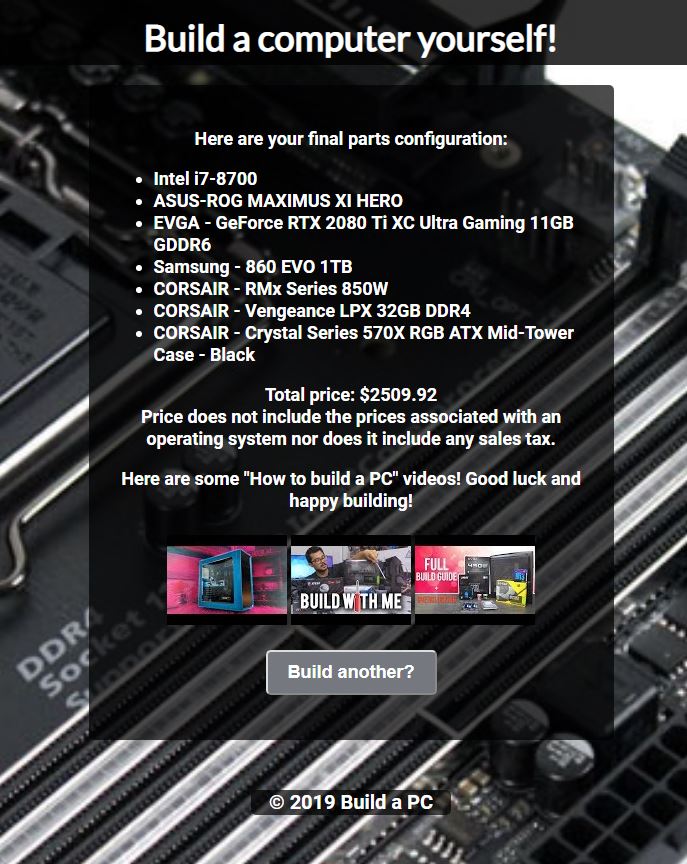 Build a computer yourself!
Here are your final parts configuration:
Intel i7-8700
ASUS-ROG MAXIMUS XI HERO
EVGA - GeForce RTX 2080 Ti XC Ultra Gaming 11GB
GDDR6
Samsung - 860 EVO 1TB
CORSAIR - RMx Series 850W
CORSAIR - Vengeance LPX 32GB DDR4
CORSAIR - Crystal Series 570X RGB ATX Mid-Tower
Case - Black
Total price: $2509.92
Price does not include the prices associated with an
operating system nor does it include any sales tax.
Here are some "How to build a PC" videos! Good luck and
happy building!
BUILD WITH ME
FULL
BUILD GUIDE
Build another?
DDR4
Socket
Support
© 2019 Build a PC